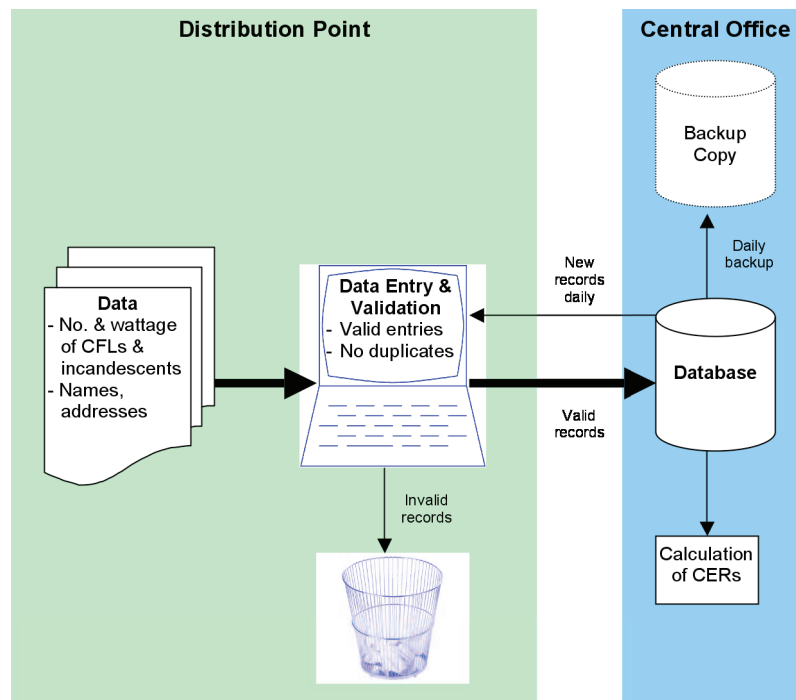 Distribution Point
Central Office
Backup
Copy
Daily
backup
New
records
daily
Data
- No. & wattage
of CFLs &
incandescents
- Names,
addresses
Data Entry &
Validation
- Valid entries
- No duplicates
Database
Valid
records
Invalid
records
Calculation
of CERs